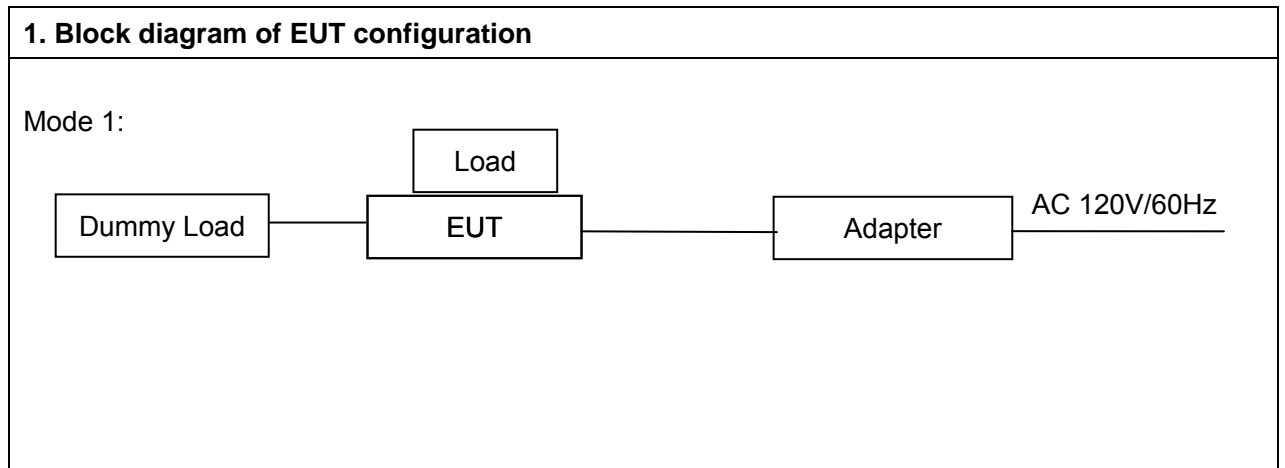 1. Block diagram of EUT configuration
Mode 1:
Load
Dummy Load
EUT
Adapter
AC 120V/60Hz